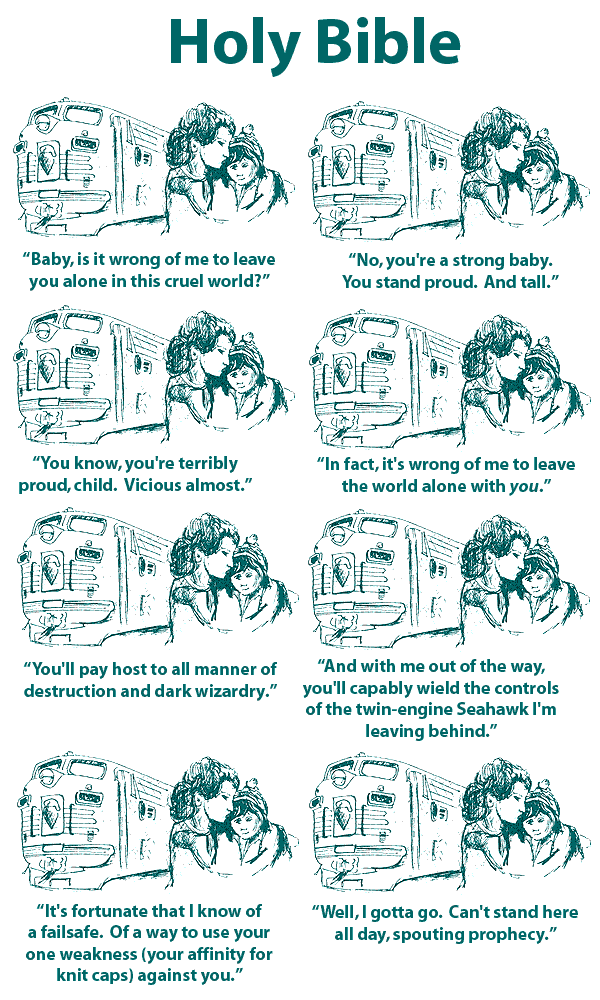 Holy Bible
“Baby, is it wrong of me to leave
you alone in this cruel world?”
“No, you're a strong baby.
You stand proud.  And tall.”
“You know, you're terribly
proud, child.  Vicious almost.”
“In fact, it's wrong of me to leave
the world alone with you.”
“You'll pay host to all manner of
destruction and dark wizardry.”
“And with me out of the way,
you'll capably wield the controls
of the twin-engine Seahawk I'm
leaving behind.”
“It's fortunate that I know of
a failsafe.  Of a way to use your
one weakness (your affinity for
knit caps) against you.”
“Well, I gotta go.  Can't stand here
all day, spouting prophecy.”